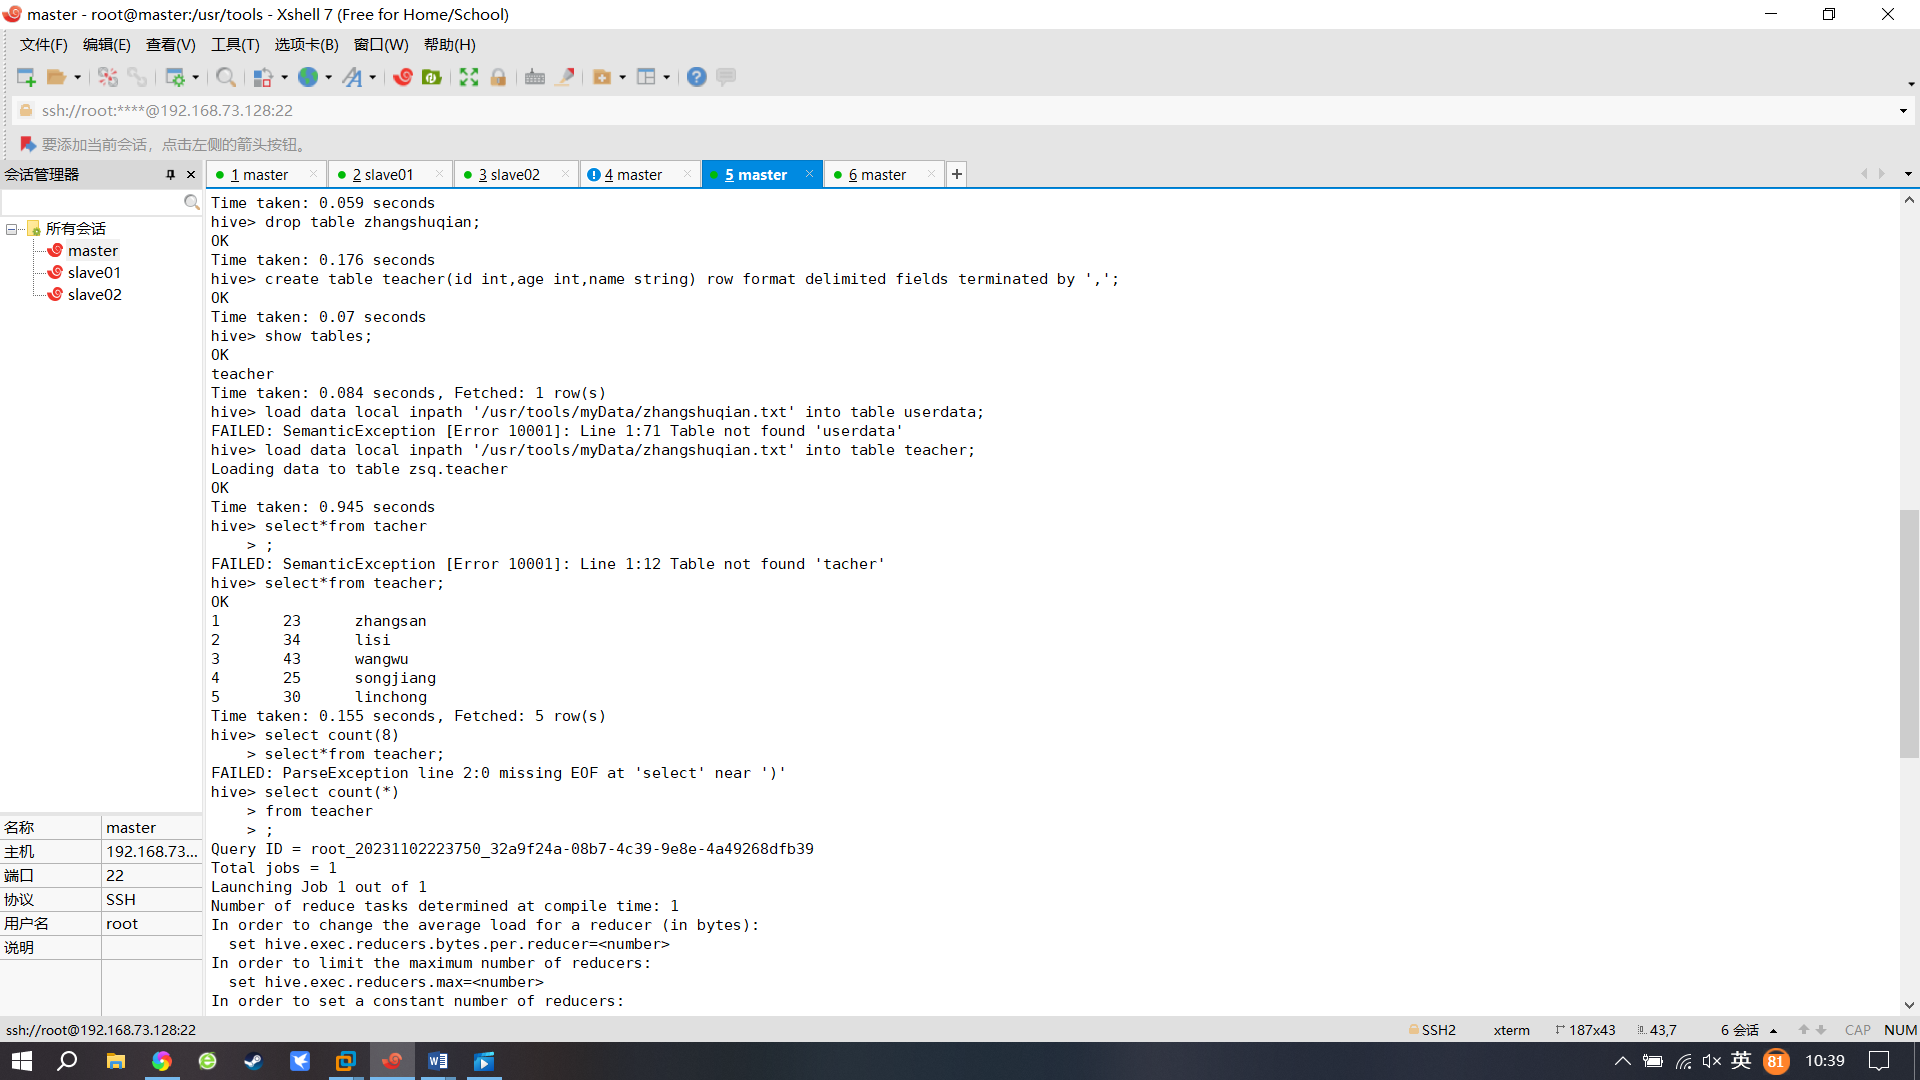 master - root@master:/usr/tools - Xshell 7 (Free for Home/School)
文件(F) 编辑(E) 查看(V) 工具(T) 选项卡(B) 窗口(W) 帮助(H)
ssh://root:****@192.168.73.128:22
要添加当前会话，点击左侧的箭头按钮。
会话管理器
1 master
2 slave01
3 slave02
4 master
5 master
6 master
所有会话
master
slave01
slave02
Time taken: 0.059 seconds
hive> drop table zhangshuqian;
OK
Time taken: 0.176 seconds
hive> create table teacher(id int,age int,name string) row format delimited fields terminated by ',';
OK
Time taken: 0.07 seconds
hive> show tables;
OK
teacher
Time taken: 0.084 seconds, Fetched: 1 row(s)
hive> load data local inpath '/usr/tools/myData/zhangshuqian.txt' into table userdata;
FAILED: SemanticException [Error 10001]: Line 1:71 Table not found 'userdata'
hive> load data local inpath '/usr/tools/myData/zhangshuqian.txt' into table teacher;
Loading data to table zsq.teacher
OK
Time taken: 0.945 seconds
hive> select*from tacher
    > ;
FAILED: SemanticException [Error 10001]: Line 1:12 Table not found 'tacher'
hive> select*from teacher;
OK
1 23 zhangsan
2 34 lisi
3 43 wangwu
4 25 songjiang
5 30 linchong
Time taken: 0.155 seconds, Fetched: 5 row(s)
hive> select count(8)
    > select*from teacher;
FAILED: ParseException line 2:0 missing EOF at 'select' near ')'
hive> select count(*)
    > from teacher
    > ;
Query ID = root_20231102223750_32a9f24a-08b7-4c39-9e8e-4a49268dfb39
Total jobs = 1
Launching Job 1 out of 1
Number of reduce tasks determined at compile time: 1
In order to change the average load for a reducer (in bytes):
  set hive.exec.reducers.bytes.per.reducer=<number>
In order to limit the maximum number of reducers:
  set hive.exec.reducers.max=<number>
In order to set a constant number of reducers:
名称 master
主机 192.168.73...
端口 22
协议 SSH
用户名 root
说明
ssh://root@192.168.73.128:22
SSH2 xterm 187x43 43,7 6 会话 CAP NUM
英 81 10:39